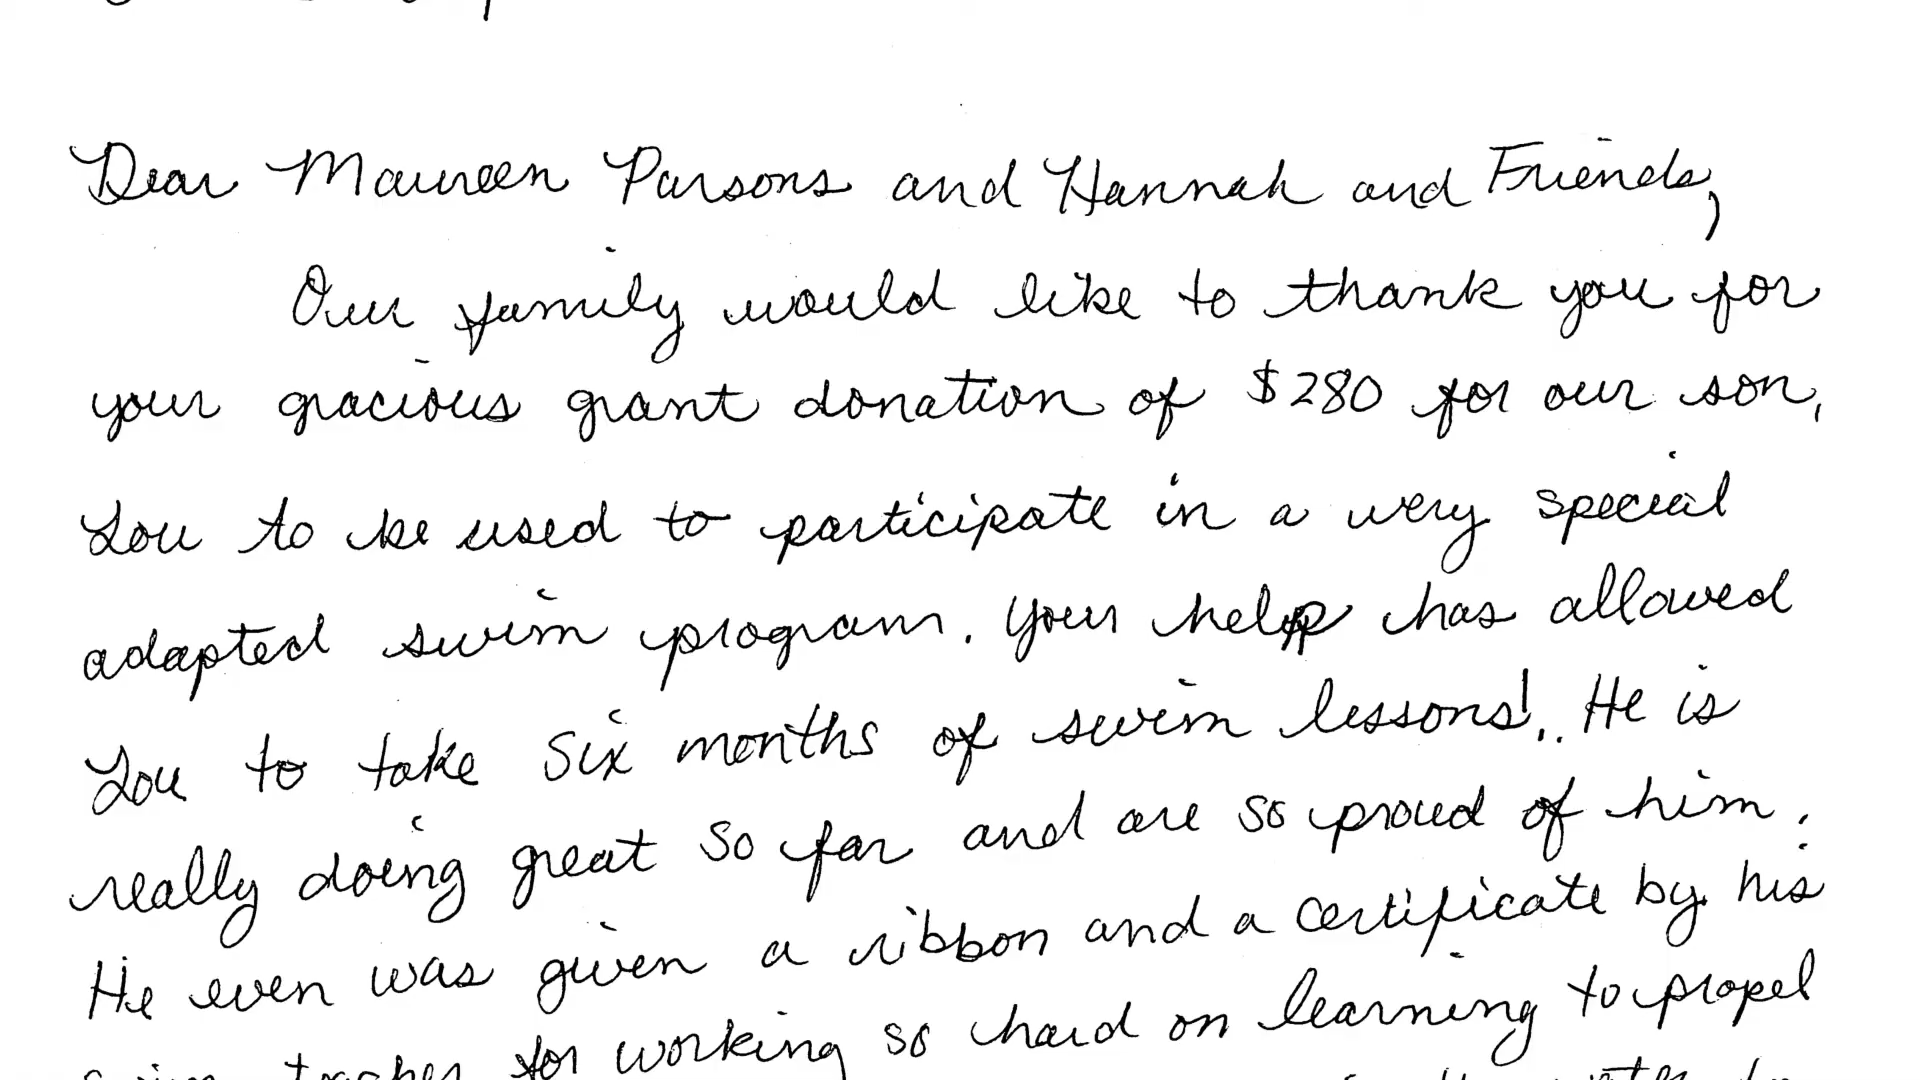 Dear Maureen Parsons and Hannah and Friends,
Our family would like to thank you for
your gracious grant donation of $280 for our son,
Lou to be used to participate in a very special
adapted swim program. Your help has allowed
Lou to take six months of swim lessons!.. He is
really doing great so far and are so proud of him.
He even was given a ribbon and a certificate by his
swim teacher for working so hard on learning to propel